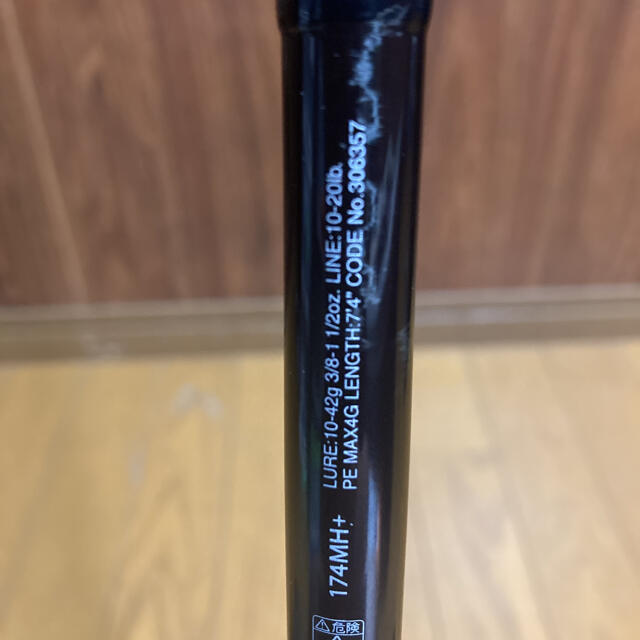 ⚠危険
174MH+
LURE:10-42g 3/8-1 1/2oz. LINE:10-20lb.
PE MAX4G LENGTH:7'4" CODE No.306357